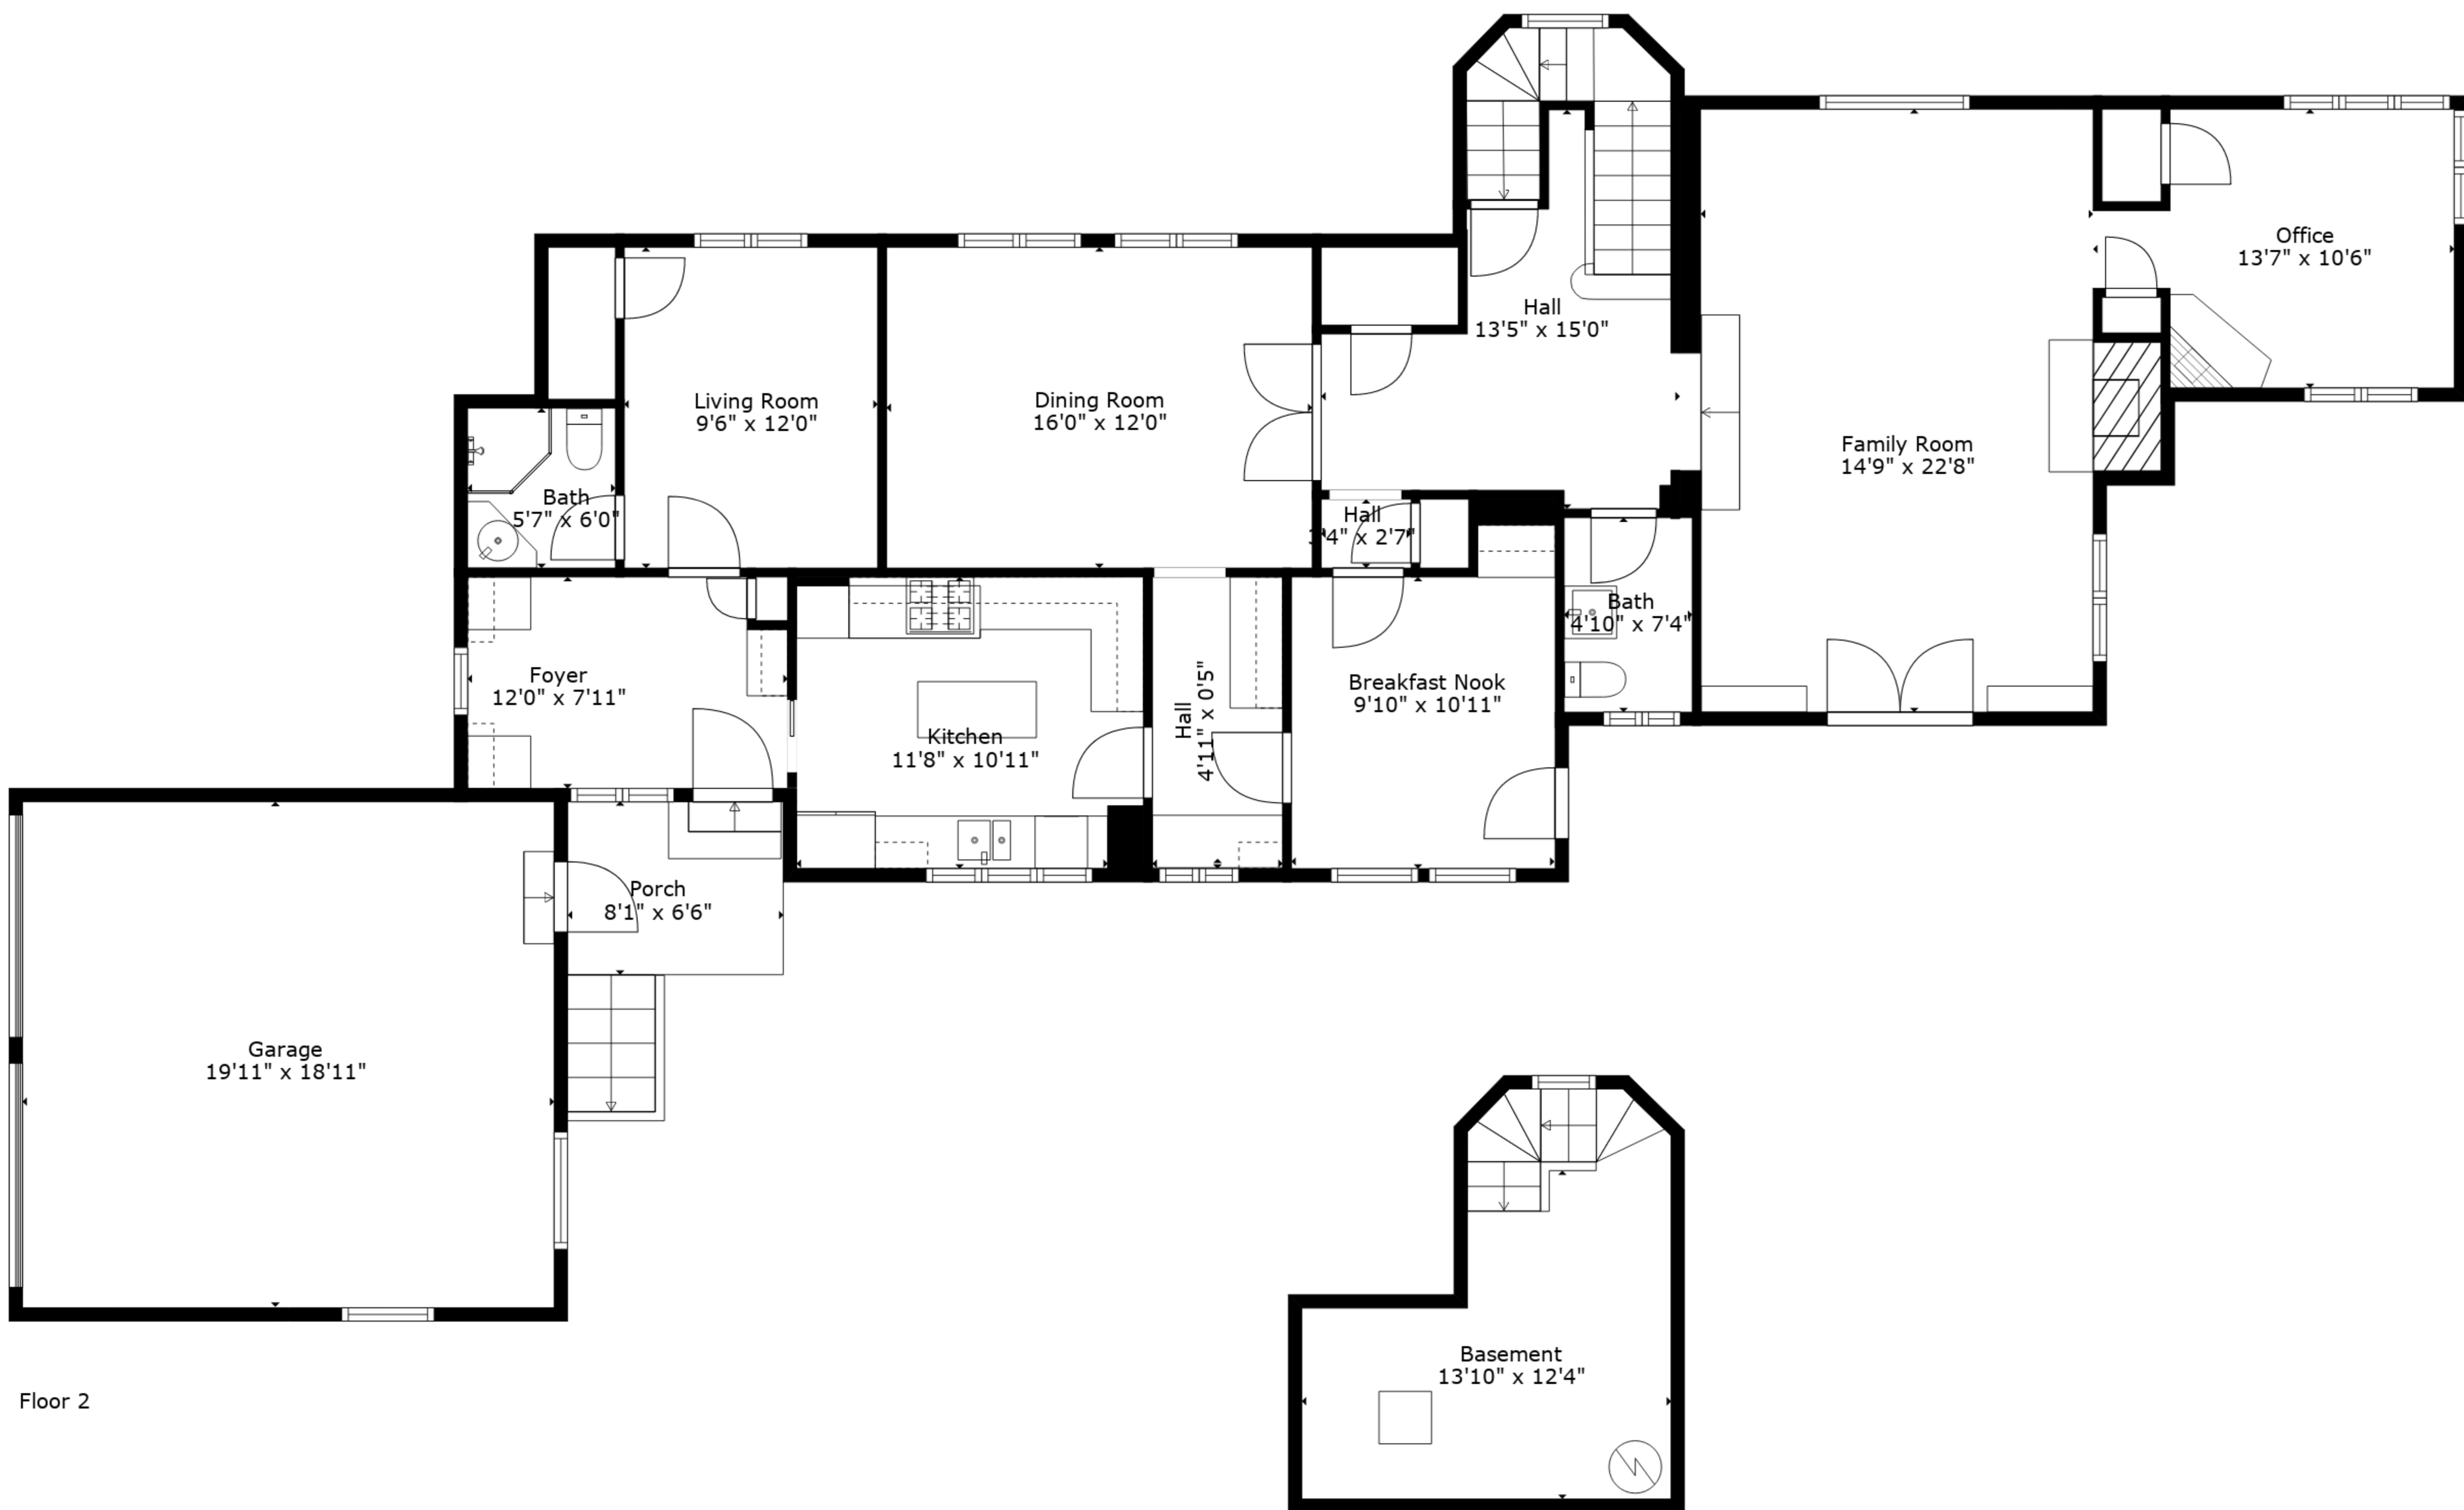 Office
13'7" x 10'6"
Hall
13'5" x 15'0"
Living Room
9'6" x 12'0"
Dining Room
16'0" x 12'0"
Family Room
14'9" x 22'8"
Bath
5'7" x 6'0"
Hall
3'4" x 2'7"
Bath
4'10" x 7'4"
Foyer
12'0" x 7'11"
Kitchen
11'8" x 10'11"
Hall
4'11" x 0'5"
Breakfast Nook
9'10" x 10'11"
Porch
8'1" x 6'6"
Garage
19'11" x 18'11"
Basement
13'10" x 12'4"
Floor 2